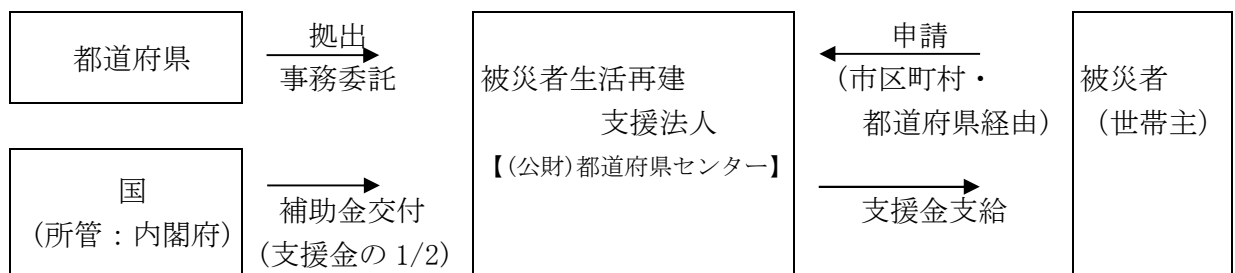 都道府県
拠出
事務委託
国
(所管：内閣府)
補助金交付
(支援金の 1/2)
被災者生活再建
支援法人
【(公財)都道府県センター】
申請
(市区町村・
都道府県経由)
支援金支給
被災者
(世帯主)